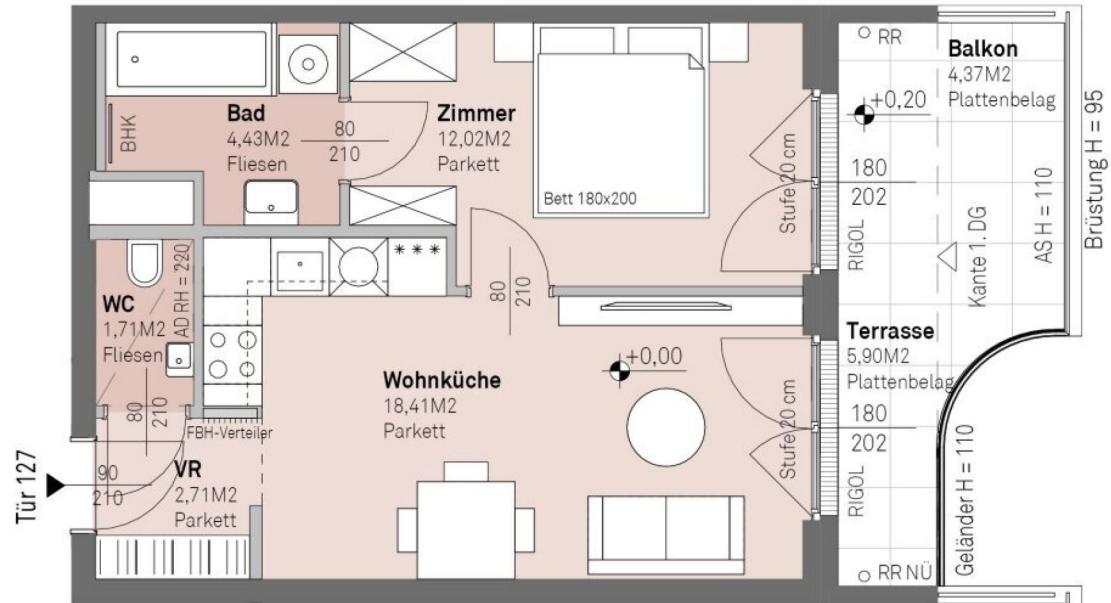 RR
Balkon
4,37M2
Plattenbelag
+0,20
180
202
Stufe 20 cm
RIGOL
Kante 1. DG
AS H = 110
Brüstung H = 95
Bad
4,43M2
Fliesen
BHK
80
210
Zimmer
12,02M2
Parkett
Bett 180x200
WC
1,71M2
Fliesen
AD RH = 220
80
210
80
210
***
Wohnküche
18,41M2
Parkett
+0,00
Terrasse
5,90M2
Plattenbelag
180
202
Stufe 20 cm
RIGOL
Geländer H = 110
RR NÜ
FBH-Verteiler
Tür 127
90
210
VR
2,71M2
Parkett